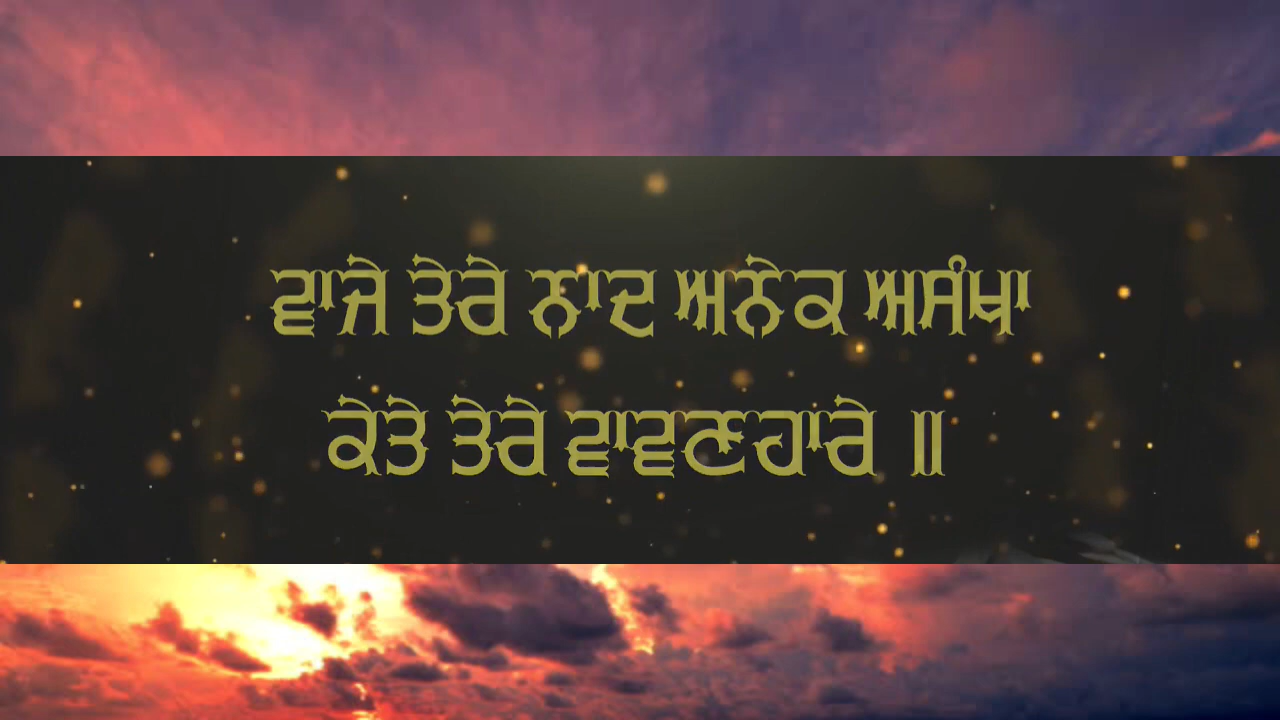 ਵਾਜੇ ਤੇਰੇ ਨਾਦ ਅਨੇਕ ਅਸੰਖਾ
ਕੇਤੇ ਤੇਰੇ ਵਾਵਣਹਾਰੇ ॥